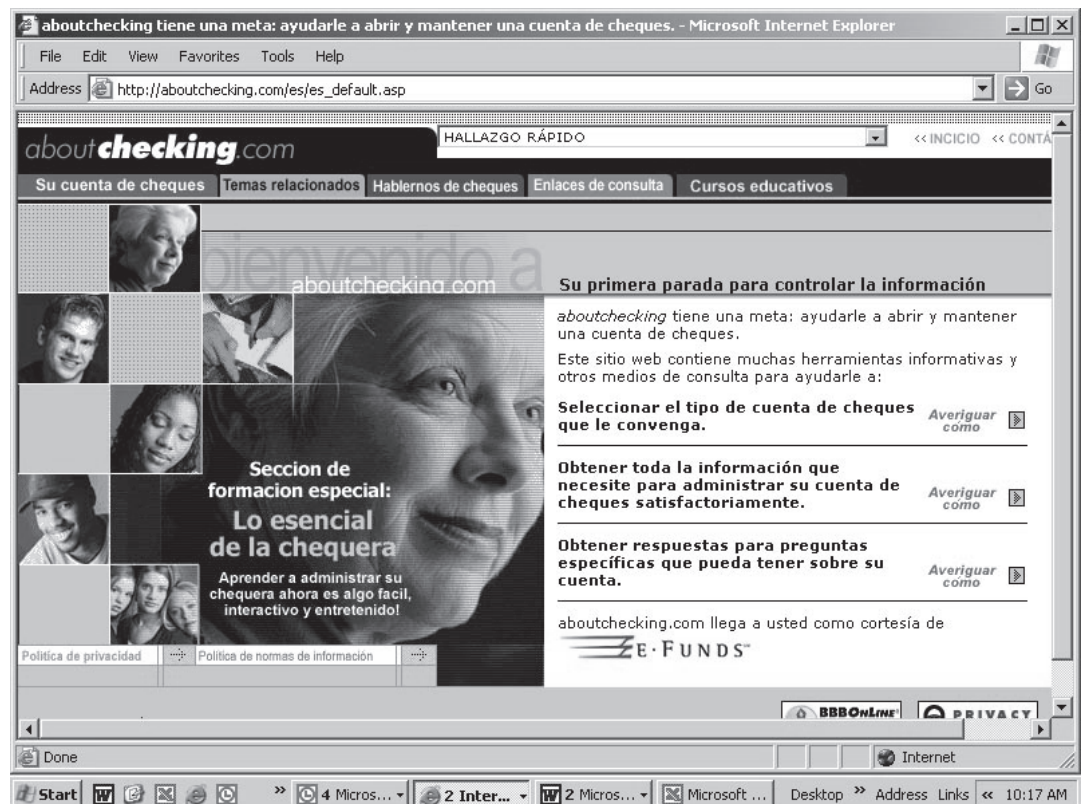 aboutchecking tiene una meta: ayudarle a abrir y mantener una cuenta de cheques. - Microsoft Internet Explorer
File Edit View Favorites Tools Help
Address http://aboutchecking.com/es/es_default.asp Go
aboutchecking.com
HALLAZGO RÁPIDO
<< INCICIO << CONTÁ
Su cuenta de cheques Temas relacionados Hablernos de cheques Enlaces de consulta Cursos educativos
bienvenido a
aboutchecking.com
Seccion de
formacion especial:
Lo esencial
de la chequera
Aprender a administrar su
chequera ahora es algo facil,
interactivo y entretenido!
Politica de privacidad
Politica de normas de información
Su primera parada para controlar la información
aboutchecking tiene una meta: ayudarle a abrir y mantener
una cuenta de cheques.
Este sitio web contiene muchas herramientas informativas y
otros medios de consulta para ayudarle a:
Seleccionar el tipo de cuenta de cheques
que le convenga.
Averiguar
cómo
Obtener toda la información que
necesite para administrar su cuenta de
cheques satisfactoriamente.
Averiguar
cómo
Obtener respuestas para preguntas
específicas que pueda tener sobre su
cuenta.
Averiguar
cómo
aboutchecking.com llega a usted como cortesía de
E·FUNDS
BBBONLINE PRIVACY
Done Internet
Start » 4 Micros... 2 Inter... 2 Micros... Microsoft ... Desktop » Address Links « 10:17 AM